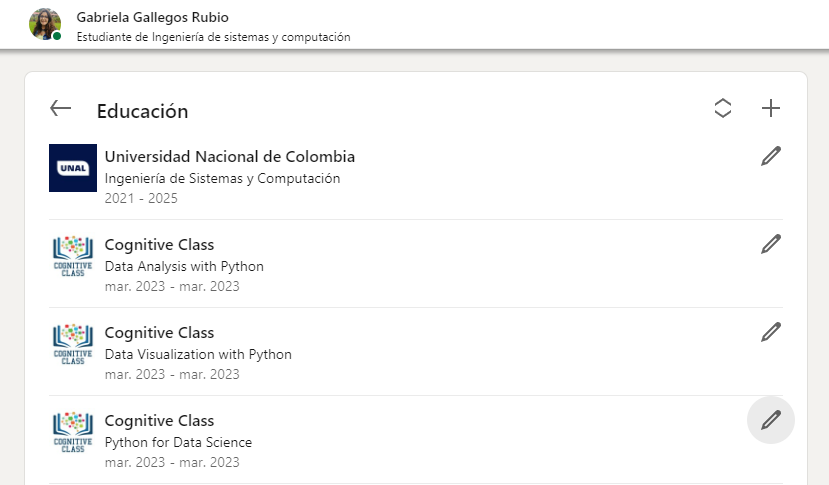 Gabriela Gallegos Rubio
Estudiante de Ingeniería de sistemas y computación
Educación
UNAL
Universidad Nacional de Colombia
Ingeniería de Sistemas y Computación
2021 - 2025
COGNITIVE
CLASS
Cognitive Class
Data Analysis with Python
mar. 2023 - mar. 2023
COGNITIVE
CLASS
Cognitive Class
Data Visualization with Python
mar. 2023 - mar. 2023
COGNITIVE
CLASS
Cognitive Class
Python for Data Science
mar. 2023 - mar. 2023